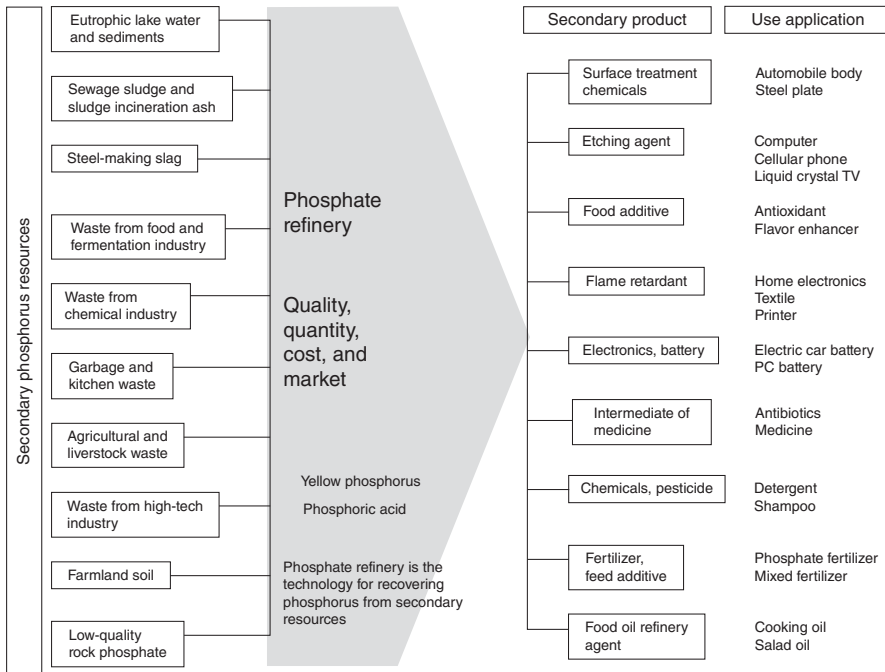 Secondary phosphorus resources
Eutrophic lake water
and sediments
Sewage sludge and
sludge incineration ash
Steel-making slag
Waste from food and
fermentation industry
Waste from
chemical industry
Garbage and
kitchen waste
Agricultural and
liverstock waste
Waste from high-tech
industry
Farmland soil
Low-quality
rock phosphate
Phosphate
refinery
Quality,
quantity,
cost, and
market
Yellow phosphorus
Phosphoric acid
Phosphate refinery is the
technology for recovering
phosphorus from secondary
resources
Secondary product
Use application
Surface treatment
chemicals
Automobile body
Steel plate
Etching agent
Computer
Cellular phone
Liquid crystal TV
Food additive
Antioxidant
Flavor enhancer
Flame retardant
Home electronics
Textile
Printer
Electronics, battery
Electric car battery
PC battery
Intermediate of
medicine
Antibiotics
Medicine
Chemicals, pesticide
Detergent
Shampoo
Fertilizer,
feed additive
Phosphate fertilizer
Mixed fertilizer
Food oil refinery
agent
Cooking oil
Salad oil